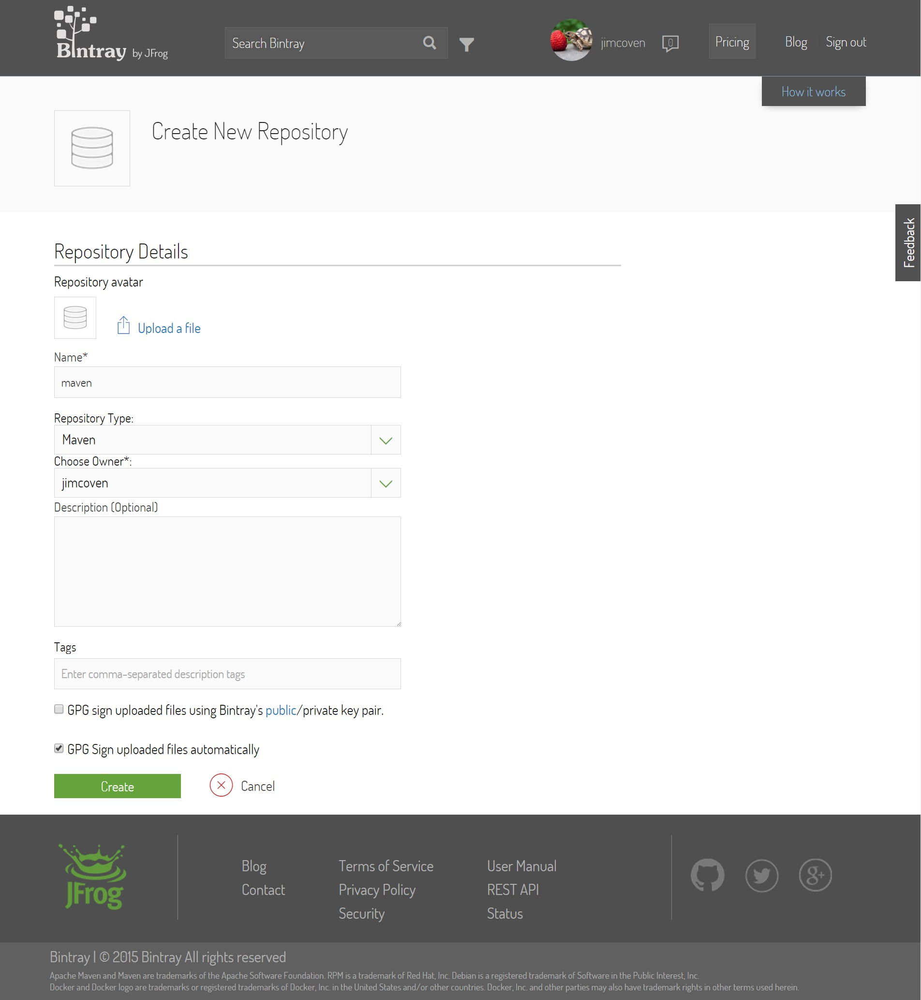 Bintray by JFrog
Search Bintray
jimcoven
0
Pricing
Blog
Sign out
How it works
Create New Repository
Feedback
Repository Details
Repository avatar
Upload a file
Name*
maven
Repository Type:
Maven
Choose Owner*:
jimcoven
Description (Optional)
Tags
Enter comma-separated description tags
GPG sign uploaded files using Bintray's public/private key pair.
GPG Sign uploaded files automatically
Create
Cancel
JFrog
Blog
Contact
Terms of Service
Privacy Policy
Security
User Manual
REST API
Status
g+
Bintray | © 2015 Bintray All rights reserved
Apache Maven and Maven are trademarks of the Apache Software Foundation. RPM is a trademark of Red Hat, Inc. Debian is a registered trademark of Software in the Public Interest, Inc.
Docker and Docker logo are trademarks or registered trademarks of Docker, Inc. in the United States and/or other countries. Docker, Inc. and other parties may also have trademark rights in other terms used herein.